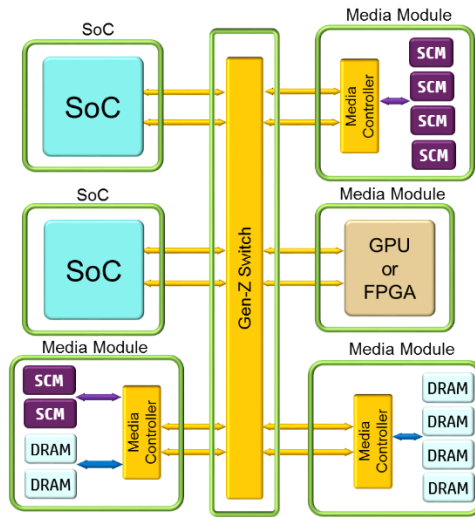 SoC
SoC
Media Module
Media
Controller
SCM
SCM
SCM
SCM
SoC
SoC
Gen-Z Switch
Media Module
GPU
or
FPGA
Media Module
SCM
SCM
DRAM
DRAM
Media
Controller
Media Module
Media
Controller
DRAM
DRAM
DRAM
DRAM